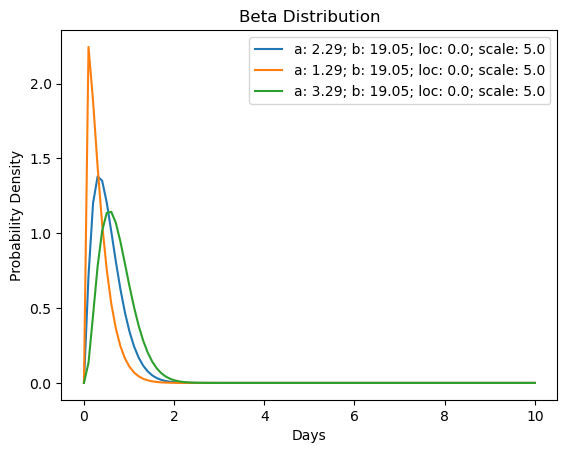 Beta Distribution
a: 2.29; b: 19.05; loc: 0.0; scale: 5.0
a: 1.29; b: 19.05; loc: 0.0; scale: 5.0
a: 3.29; b: 19.05; loc: 0.0; scale: 5.0
Probability Density
2.0
1.5
1.0
0.5
0.0
0 2 4 6 8 10
Days